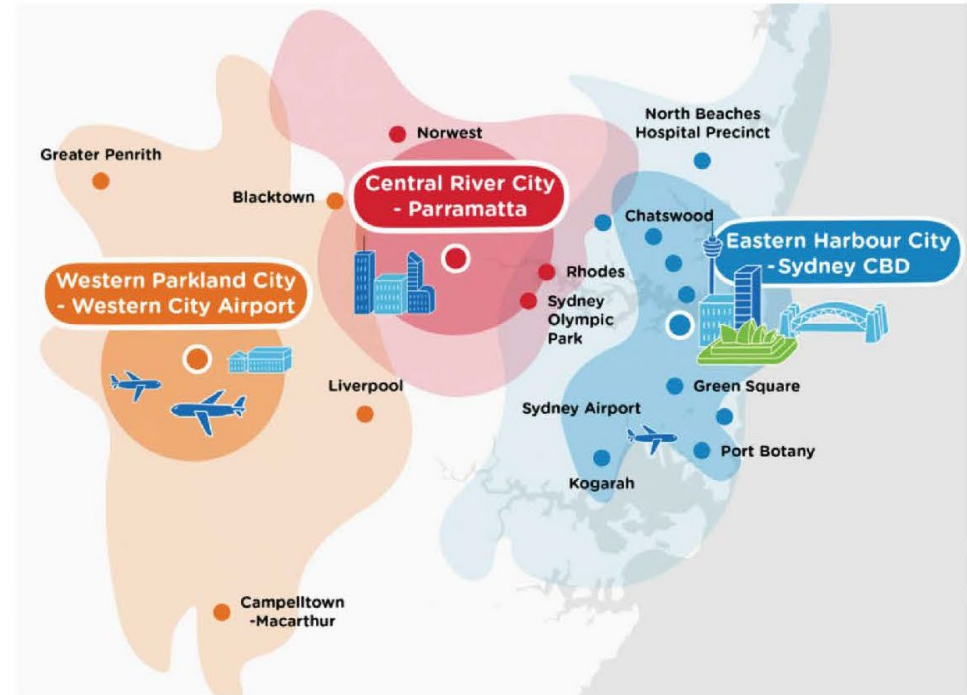 North Beaches
Hospital Precinct
Norwest
Greater Penrith
Blacktown
Central River City
- Parramatta
Chatswood
Eastern Harbour City
-Sydney CBD
Western Parkland City
- Western City Airport
Rhodes
Sydney
Olympic
Park
Liverpool
Green Square
Sydney Airport
Port Botany
Kogarah
Campelltown
-Macarthur